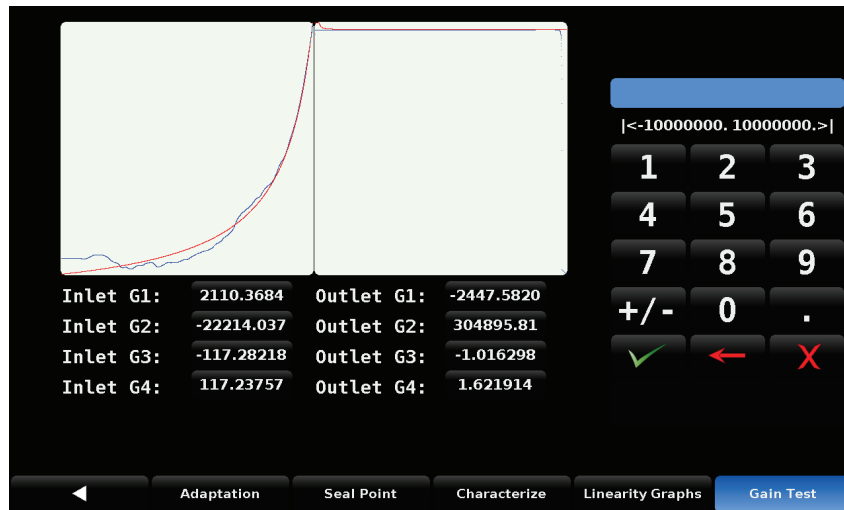 |<-10000000. 10000000.>|
1 2 3
4 5 6
7 8 9
+/- 0 .
X
Inlet G1: 2110.3684 Outlet G1: -2447.5820
Inlet G2: -22214.037 Outlet G2: 304895.81
Inlet G3: -117.28218 Outlet G3: -1.016298
Inlet G4: 117.23757 Outlet G4: 1.621914
Adaptation Seal Point Characterize Linearity Graphs Gain Test